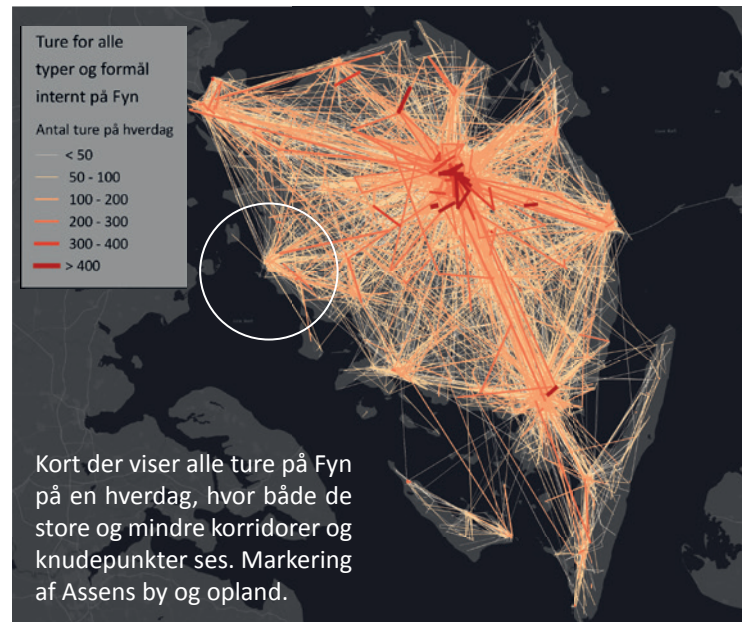 Ture for alle
typer og formål
internt på Fyn
Antal ture på hverdag
< 50
50 - 100
100 - 200
200 - 300
300 - 400
> 400
Kort der viser alle ture på Fyn
på en hverdag, hvor både de
store og mindre korridorer og
knudepunkter ses. Markering
af Assens by og opland.